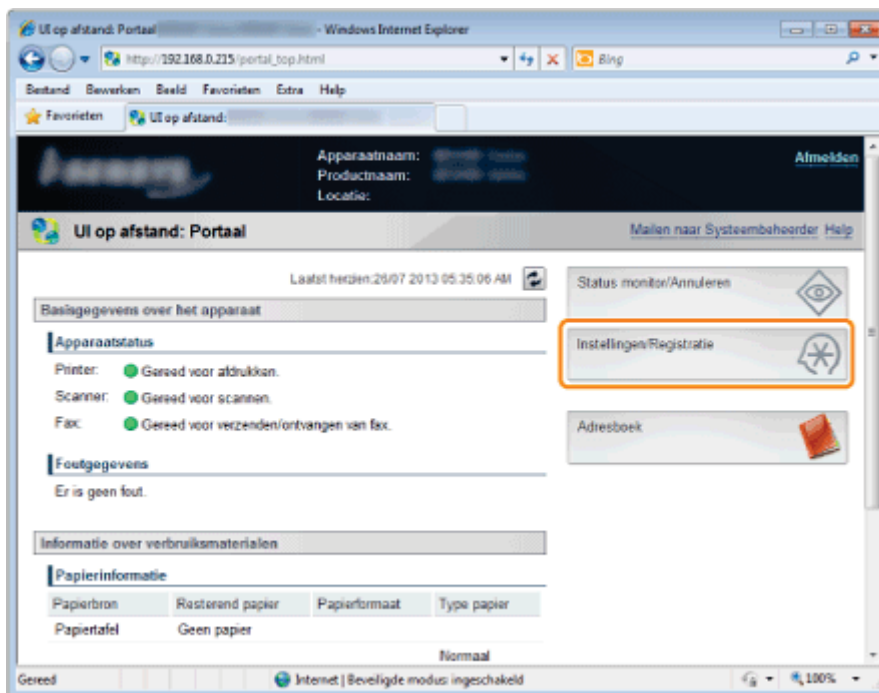 UI op afstand: Portaal - Windows Internet Explorer
http://192.168.0.215/portal_top.html
Bing
Bestand Bewerken Beeld Favorieten Extra Help
Favorieten UI op afstand:
Apparaatnaam:
Productnaam:
Locatie:
Afmelden
UI op afstand: Portaal
Mailen naar Systeembeheerder Help
Laatst herzien:26/07 2013 05:35:06 AM
Basisgegevens over het apparaat
Apparaatstatus
Printer: Gereed voor afdrukken.
Scanner: Gereed voor scannen.
Fax: Gereed voor verzenden/ontvangen van fax.
Foutgegevens
Er is geen fout.
Informatie over verbruiksmaterialen
Papierinformatie
Papierbron Resterend papier Papierformaat Type papier
Papiertafel Geen papier
Normaal
Status monitor/Annuleren
Instellingen/Registratie
Adresboek
Gereed Internet | Beveiligde modus: ingeschakeld 100%